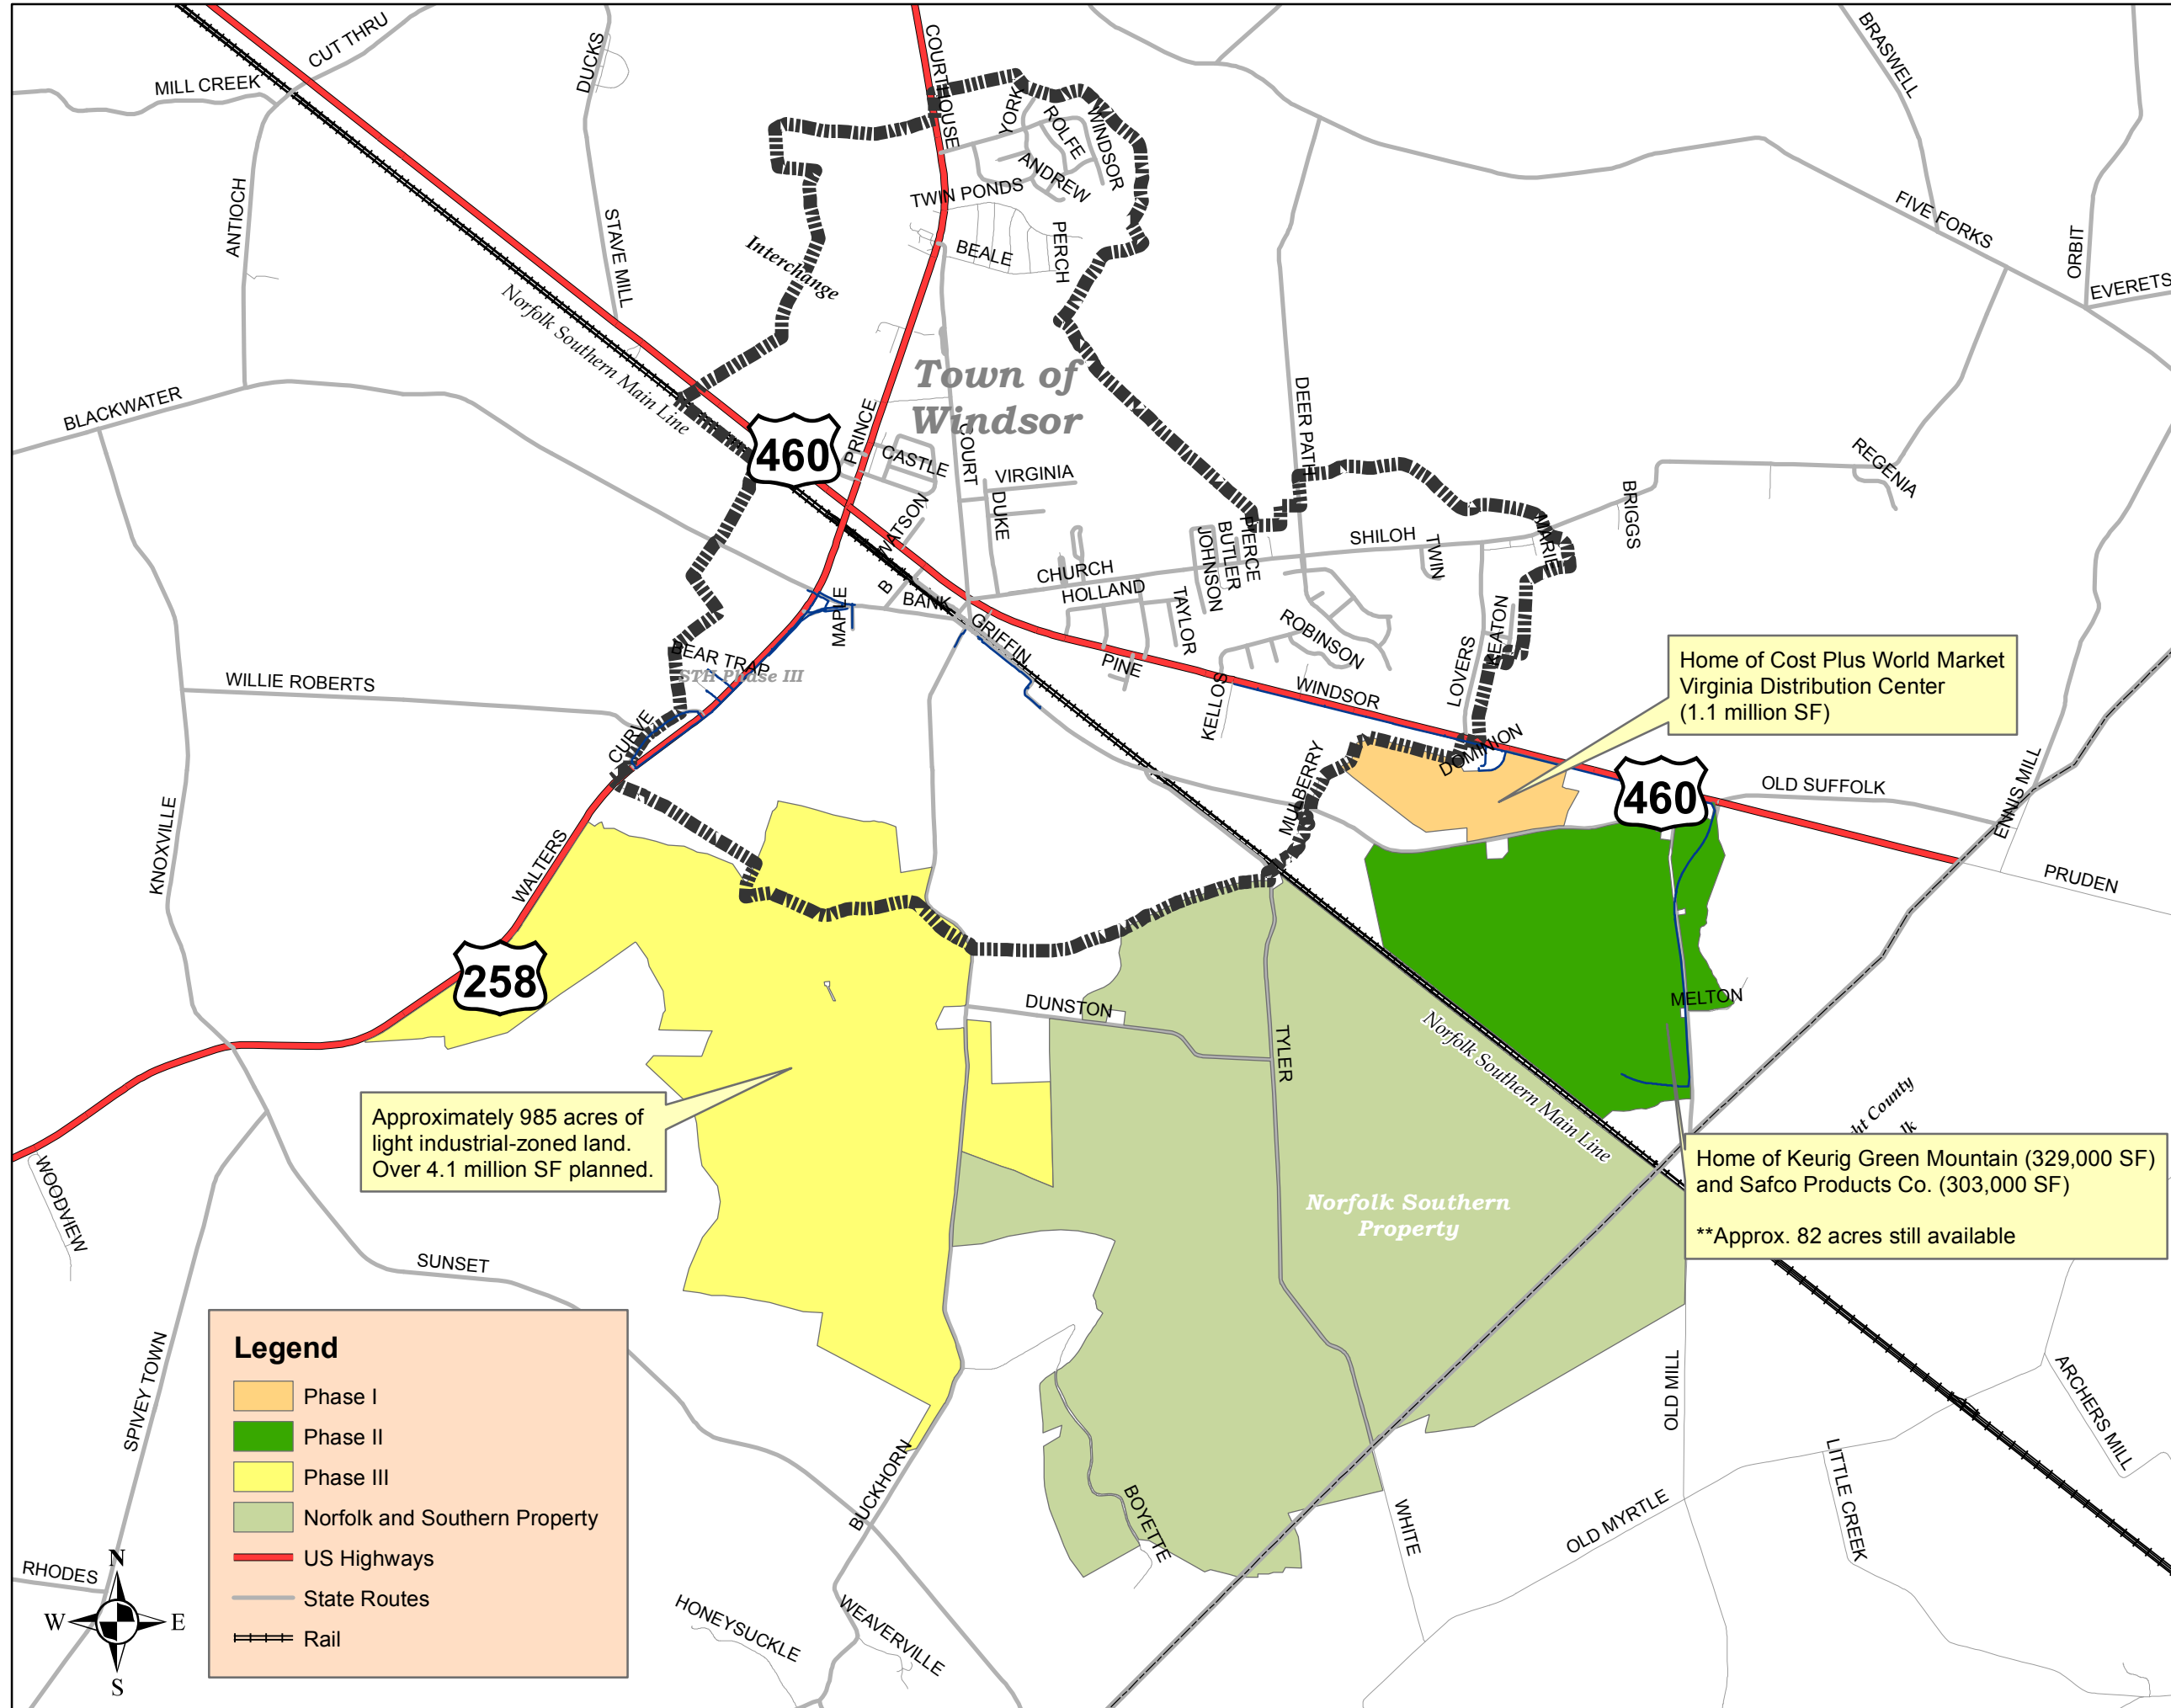 CUT THRU
MILL CREEK
DUCKS
COURTHOUSE
YORK
ROLFE
WINDSOR
ANDREW
TWIN PONDS
BRASWELL
ANTIOCH
STAVE MILL
Interchange
BEALE
PERCH
FIVE FORKS
ORBIT
EVERETS
Norfolk Southern Main Line
Town of
Windsor
BLACKWATER
460
PRINCE
CASTLE
COURT
VIRGINIA
DUKE
WATSON
DEER PATH
REGENIA
BRIGGS
MARIE
SHILOH
TWIN
PIERCE
BUTLER
JOHNSON
CHURCH
HOLLAND
TAYLOR
B
BANK
MAPLE
GRIFFIN
PINE
ROBINSON
KEATON
LOVERS
BEAR TRAP
STH Phase III
WILLIE ROBERTS
CURVE
KELLOS
WINDSOR
DOMINION
MULBERRY
Home of Cost Plus World Market
Virginia Distribution Center
(1.1 million SF)
460
OLD SUFFOLK
ENNIS MILL
PRUDEN
KNOXVILLE
WALTERS
258
DUNSTON
TYLER
MELTON
Norfolk Southern Main Line
Approximately 985 acres of
light industrial-zoned land.
Over 4.1 million SF planned.
ht County
lk
Home of Keurig Green Mountain (329,000 SF)
and Safco Products Co. (303,000 SF)
**Approx. 82 acres still available
Norfolk Southern
Property
WOODVIEW
SUNSET
SPIVEY TOWN
OLD MILL
ARCHERS MILL
LITTLE CREEK
OLD MYRTLE
WHITE
BOYETTE
BUCKHORN
WEAVERVILLE
HONEYSUCKLE
RHODES
Legend
Phase I
Phase II
Phase III
Norfolk and Southern Property
US Highways
State Routes
Rail
N
W E
S